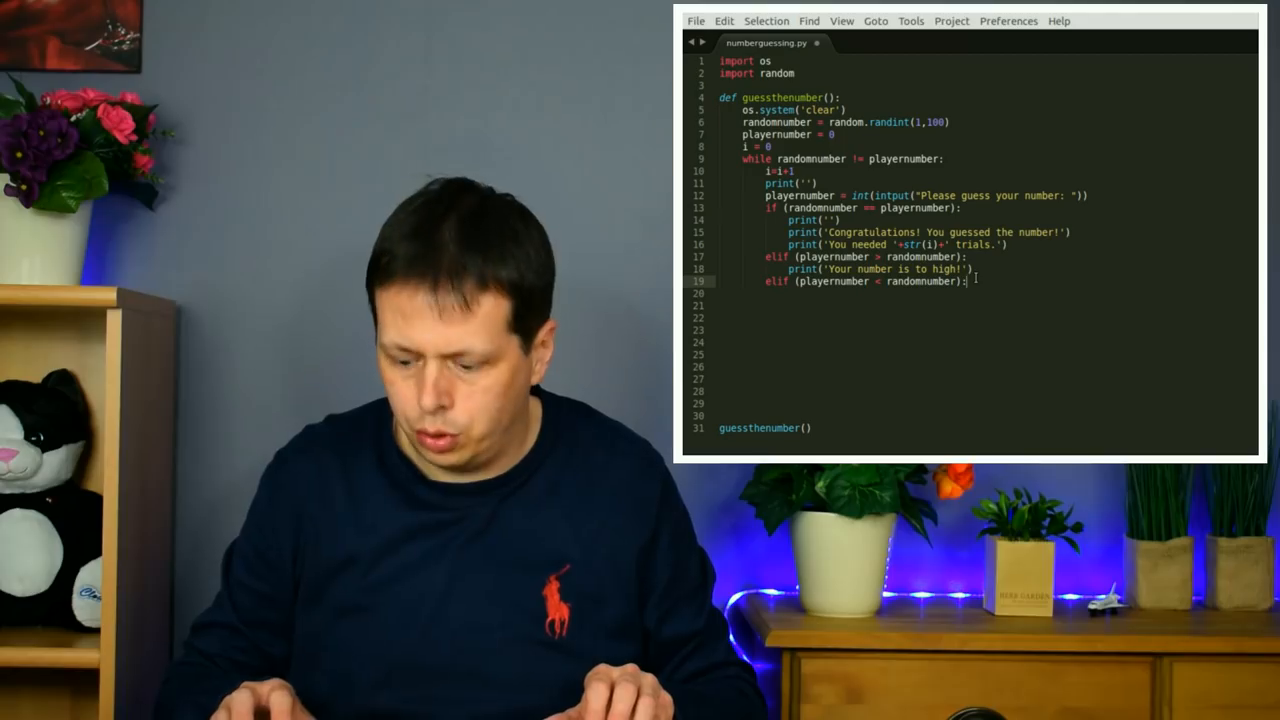 File Edit Selection Find View Goto Tools Project Preferences Help
numberguessing.py
1 import os
2 import random
3
4 def guessthenumber():
5 os.system('clear')
6 randomnumber = random.randint(1,100)
7 playernumber = 0
8 i = 0
9 while randomnumber != playernumber:
10 i=i+1
11 print('')
12 playernumber = int(intput("Please guess your number: "))
13 if (randomnumber == playernumber):
14 print('')
15 print('Congratulations! You guessed the number!')
16 print('You needed '+str(i)+' trials.')
17 elif (playernumber > randomnumber):
18 print('Your number is to high!')
19 elif (playernumber < randomnumber):
20
21
22
23
24
25
26
27
28
29
30
31 guessthenumber()
HERB GARDEN